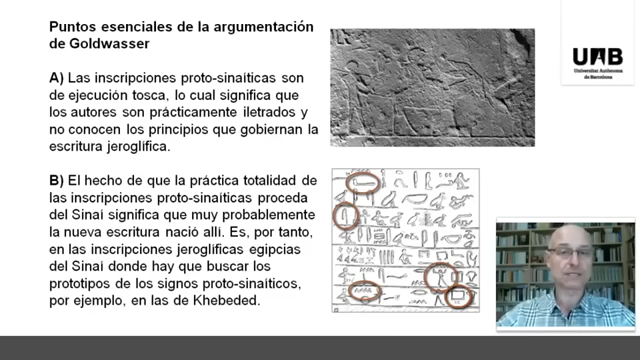 Puntos esenciales de la argumentación
de Goldwasser
A) Las inscripciones proto-sinaíticas son
de ejecución tosca, lo cual significa que
los autores son prácticamente iletrados y
no conocen los principios que gobiernan la
escritura jeroglífica.
B) El hecho de que la práctica totalidad de
las inscripciones proto-sinaíticas proceda
del Sinaí significa que muy probablemente
la nueva escritura nació allí. Es, por tanto,
en las inscripciones jeroglíficas egipcias
del Sinaí donde hay que buscar los
prototipos de los signos proto-sinaíticos,
por ejemplo, en las de Khebeded.
UAB
Universitat Autònoma
de Barcelona